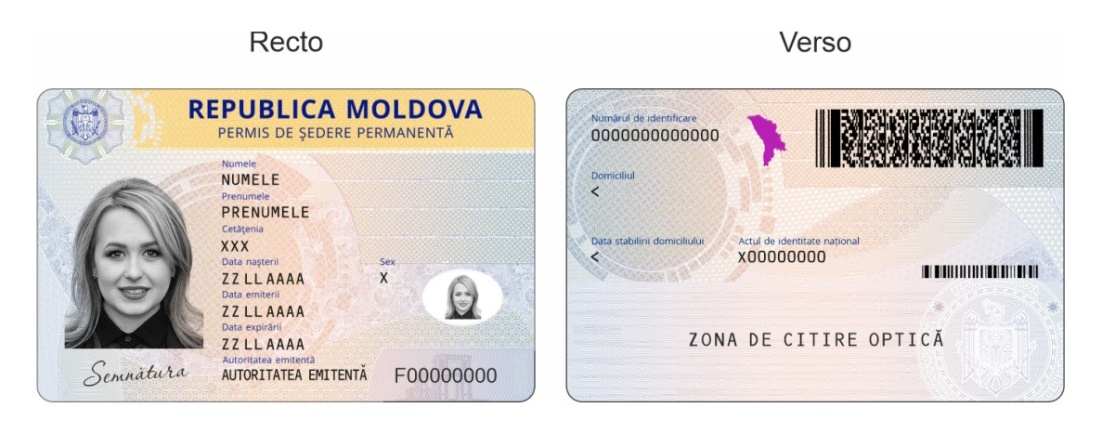 Recto
Verso
REPUBLICA MOLDOVA
PERMIS DE ŞEDERE PERMANENTĂ
Numele
NUMELE
Prenumele
PRENUMELE
Cetăţenia
XXX
Data naşterii
Sex
ZZ LL AAAA
X
Data emiterii
ZZ LL AAAA
Data expirării
ZZ LL AAAA
Autoritatea emitentă
AUTORITATEA EMITENTĂ
F00000000
Semnătura
Numărul de identificare
0000000000000
Domiciliul
<
Data stabilirii domiciliului
Actul de identitate naţional
<
X00000000
ZONA DE CITIRE OPTICĂ